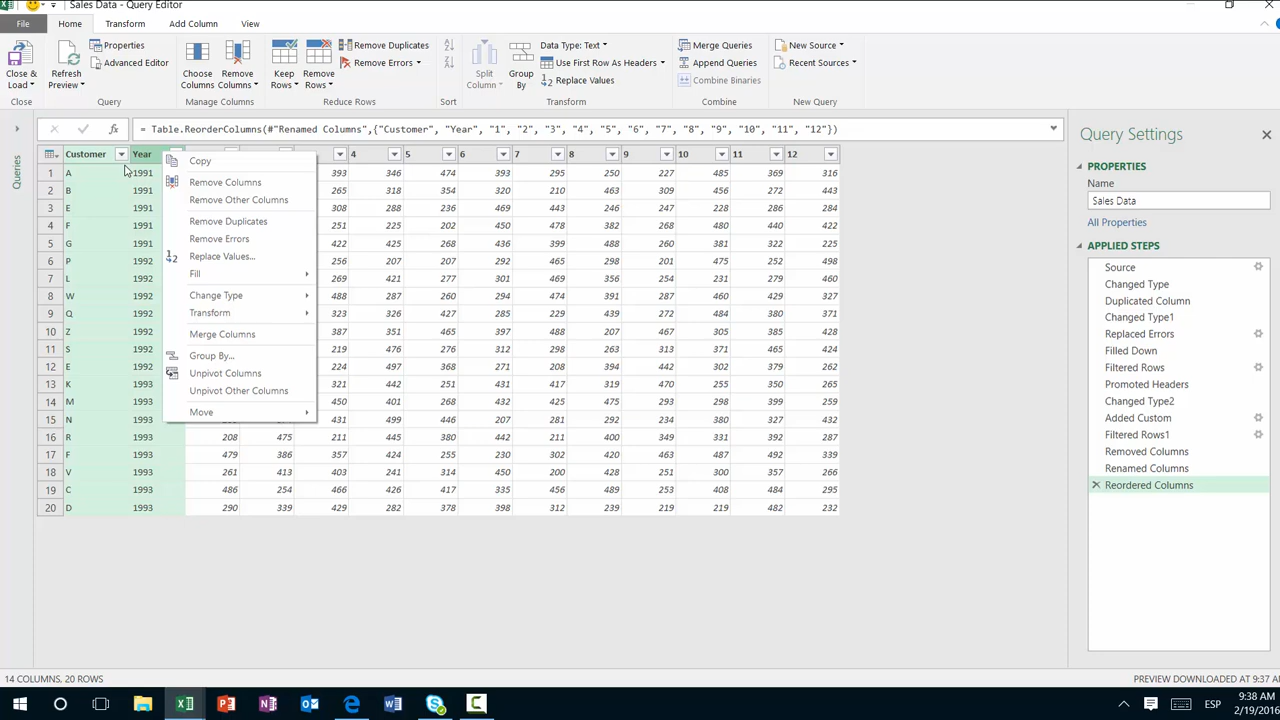 Sales Data - Query Editor
File Home Transform Add Column View
Close & Load Refresh Preview Properties Advanced Editor Choose Columns Remove Columns Keep Rows Remove Rows Remove Duplicates Remove Errors Split Column Group By Data Type: Text Use First Row As Headers Replace Values Merge Queries Append Queries Combine Binaries New Source Recent Sources
Close Query Manage Columns Reduce Rows Sort Transform Combine New Query
= Table.ReorderColumns(#"Renamed Columns",{"Customer", "Year", "1", "2", "3", "4", "5", "6", "7", "8", "9", "10", "11", "12"})
Queries
Customer Year 4 5 6 7 8 9 10 11 12
1 A 1991 393 346 474 393 295 250 227 485 369 316
2 B 1991 265 318 354 320 210 463 309 456 272 443
3 E 1991 308 288 236 469 443 246 247 228 286 284
4 F 1991 251 225 202 450 478 382 268 480 440 422
5 G 1991 422 425 268 436 399 488 260 381 322 225
6 P 1992 256 207 207 292 465 298 201 475 252 498
7 L 1992 269 421 277 301 469 356 254 231 279 460
8 W 1992 488 287 260 294 474 391 287 460 429 327
9 Q 1992 323 326 427 285 229 439 272 484 380 371
10 Z 1992 387 351 465 397 488 207 467 305 385 428
11 S 1992 219 476 276 312 298 263 313 371 465 424
12 E 1992 224 497 368 271 208 394 442 272 366 450
13 K 1993 321 442 251 431 317 319 470 255 350 265
14 M 1993 450 401 268 432 425 275 493 298 399 259
15 N 1993 431 499 446 207 281 292 234 380 327 432
16 R 1993 208 475 211 445 380 442 211 400 349 331 392 287
17 F 1993 479 386 357 424 255 230 302 420 463 487 492 339
18 V 1993 261 413 403 241 314 450 200 428 251 300 357 266
19 C 1993 486 254 466 426 417 335 456 489 253 408 484 295
20 D 1993 290 339 429 282 378 398 312 239 219 219 482 232
Copy
Remove Columns
Remove Other Columns
Remove Duplicates
Remove Errors
Replace Values...
Fill
Change Type
Transform
Merge Columns
Group By...
Unpivot Columns
Unpivot Other Columns
Move
Query Settings
PROPERTIES
Name
Sales Data
All Properties
APPLIED STEPS
Source
Changed Type
Duplicated Column
Changed Type1
Replaced Errors
Filled Down
Filtered Rows
Promoted Headers
Changed Type2
Added Custom
Filtered Rows1
Removed Columns
Renamed Columns
Reordered Columns
14 COLUMNS, 20 ROWS PREVIEW DOWNLOADED AT 9:37 A
ESP
9:38 AM
2/19/2016